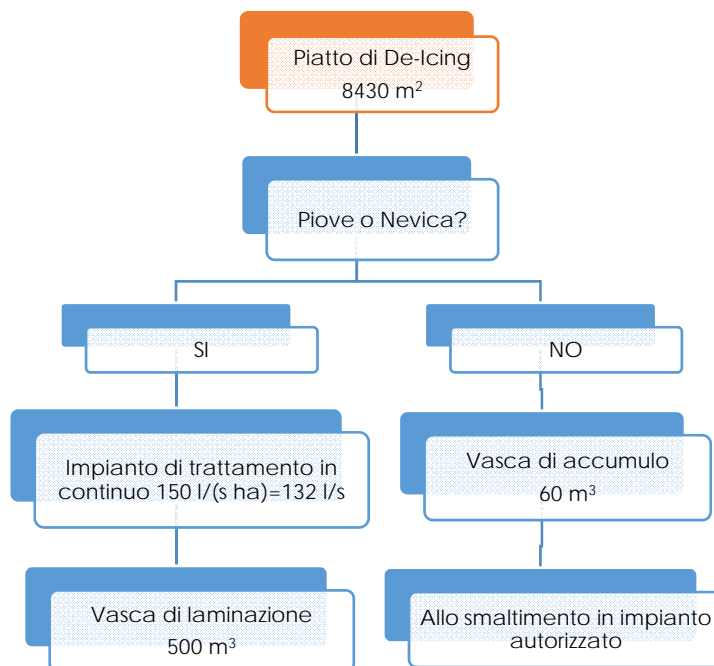 Piatto di De-Icing
8430 m²
Piove o Nevica?
SI
NO
Impianto di trattamento in
continuo 150 l/(s ha)=132 l/s
Vasca di accumulo
60 m³
Vasca di laminazione
500 m³
Allo smaltimento in impianto
autorizzato